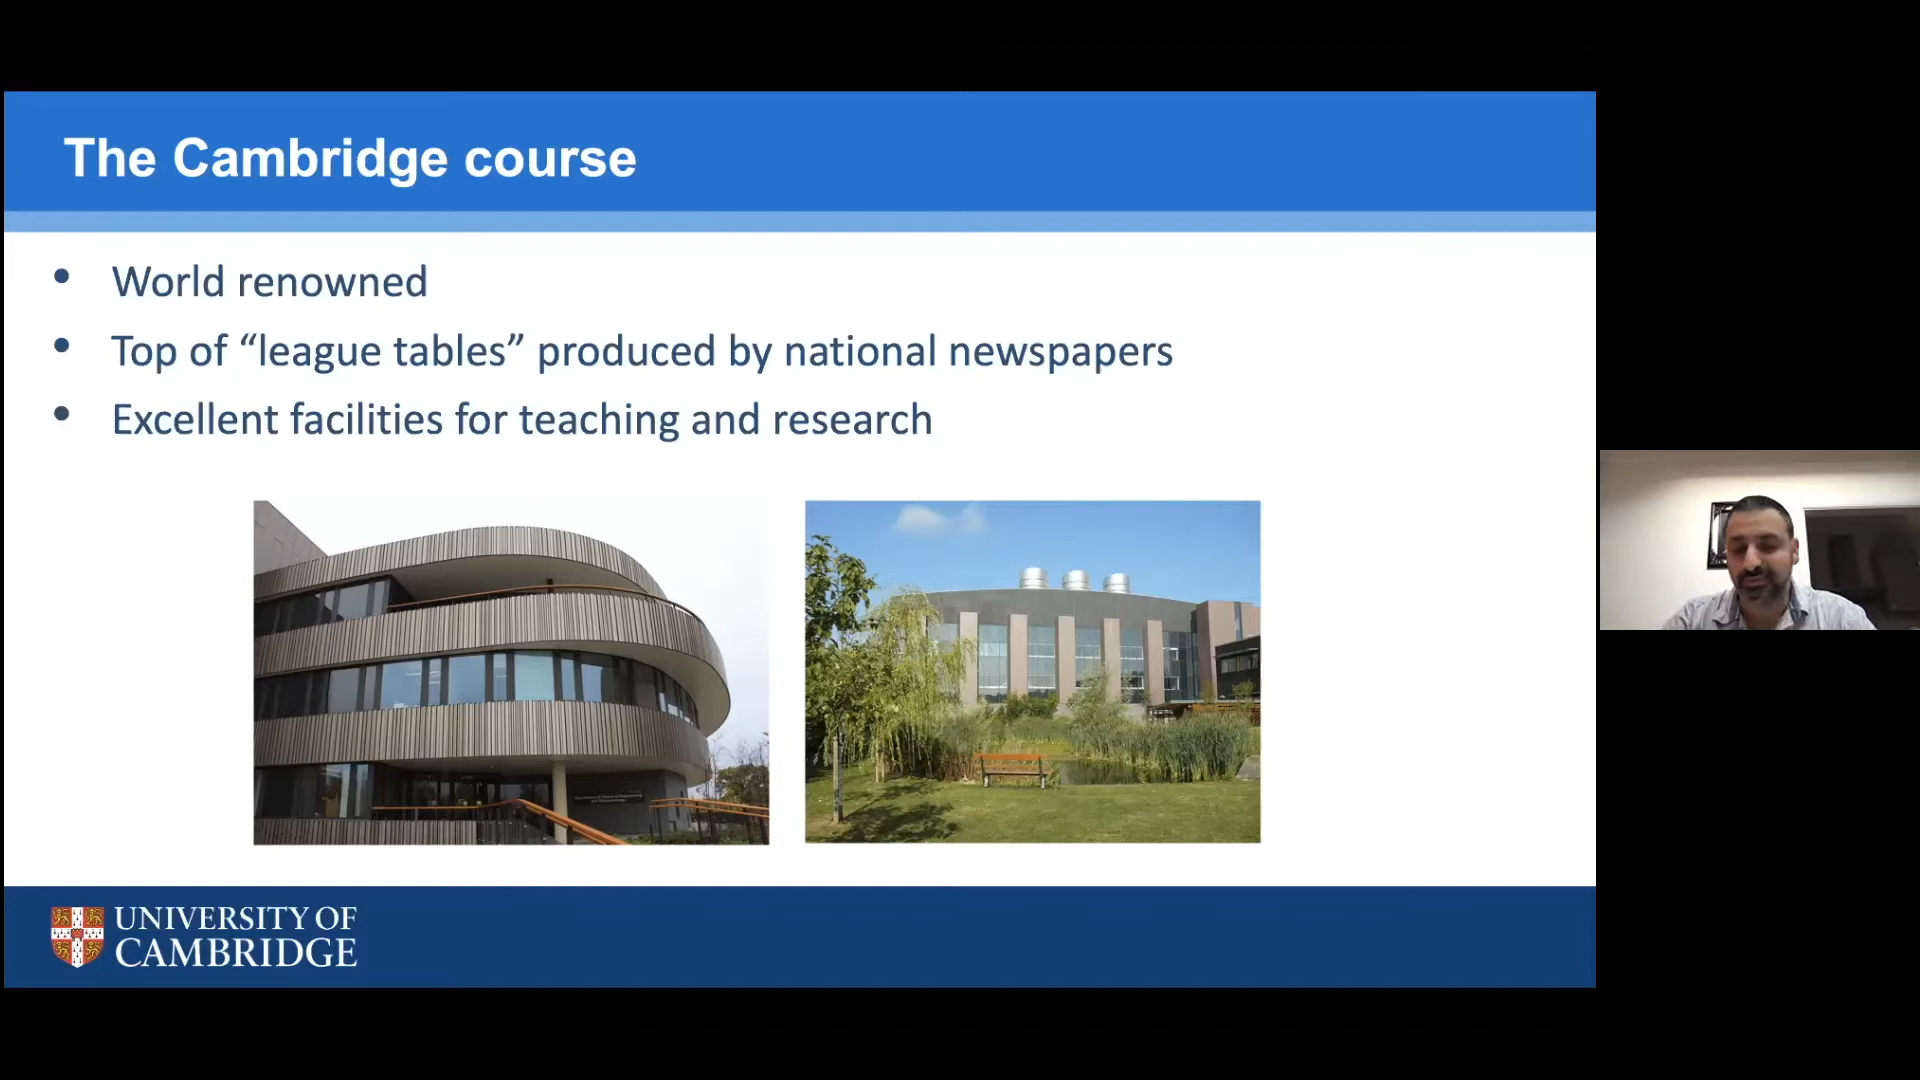 The Cambridge course
• World renowned
• Top of “league tables” produced by national newspapers
• Excellent facilities for teaching and research
UNIVERSITY OF
CAMBRIDGE